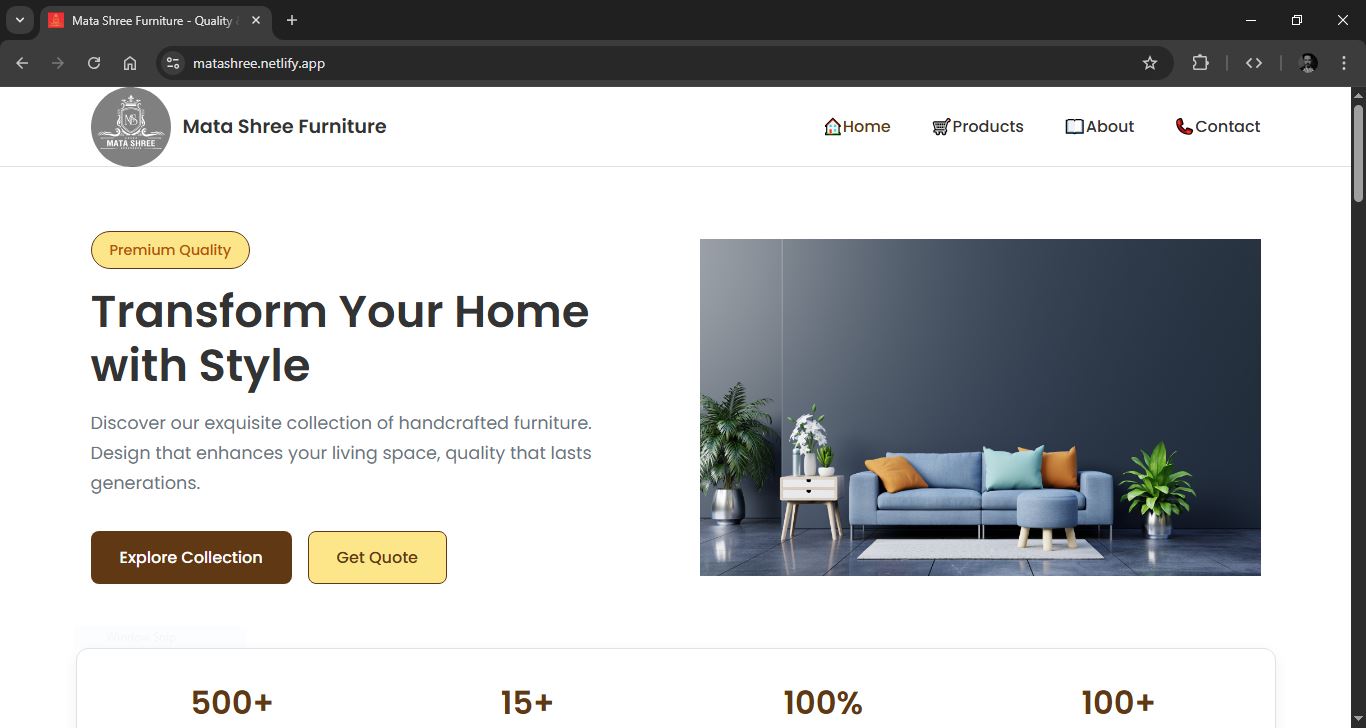 Mata Shree Furniture - Quality
matashree.netlify.app
MS
MATA SHREE
Mata Shree Furniture
Home
Products
About
Contact
Premium Quality
Transform Your Home
with Style
Discover our exquisite collection of handcrafted furniture.
Design that enhances your living space, quality that lasts
generations.
Explore Collection
Get Quote
Window Snip
500+
15+
100%
100+